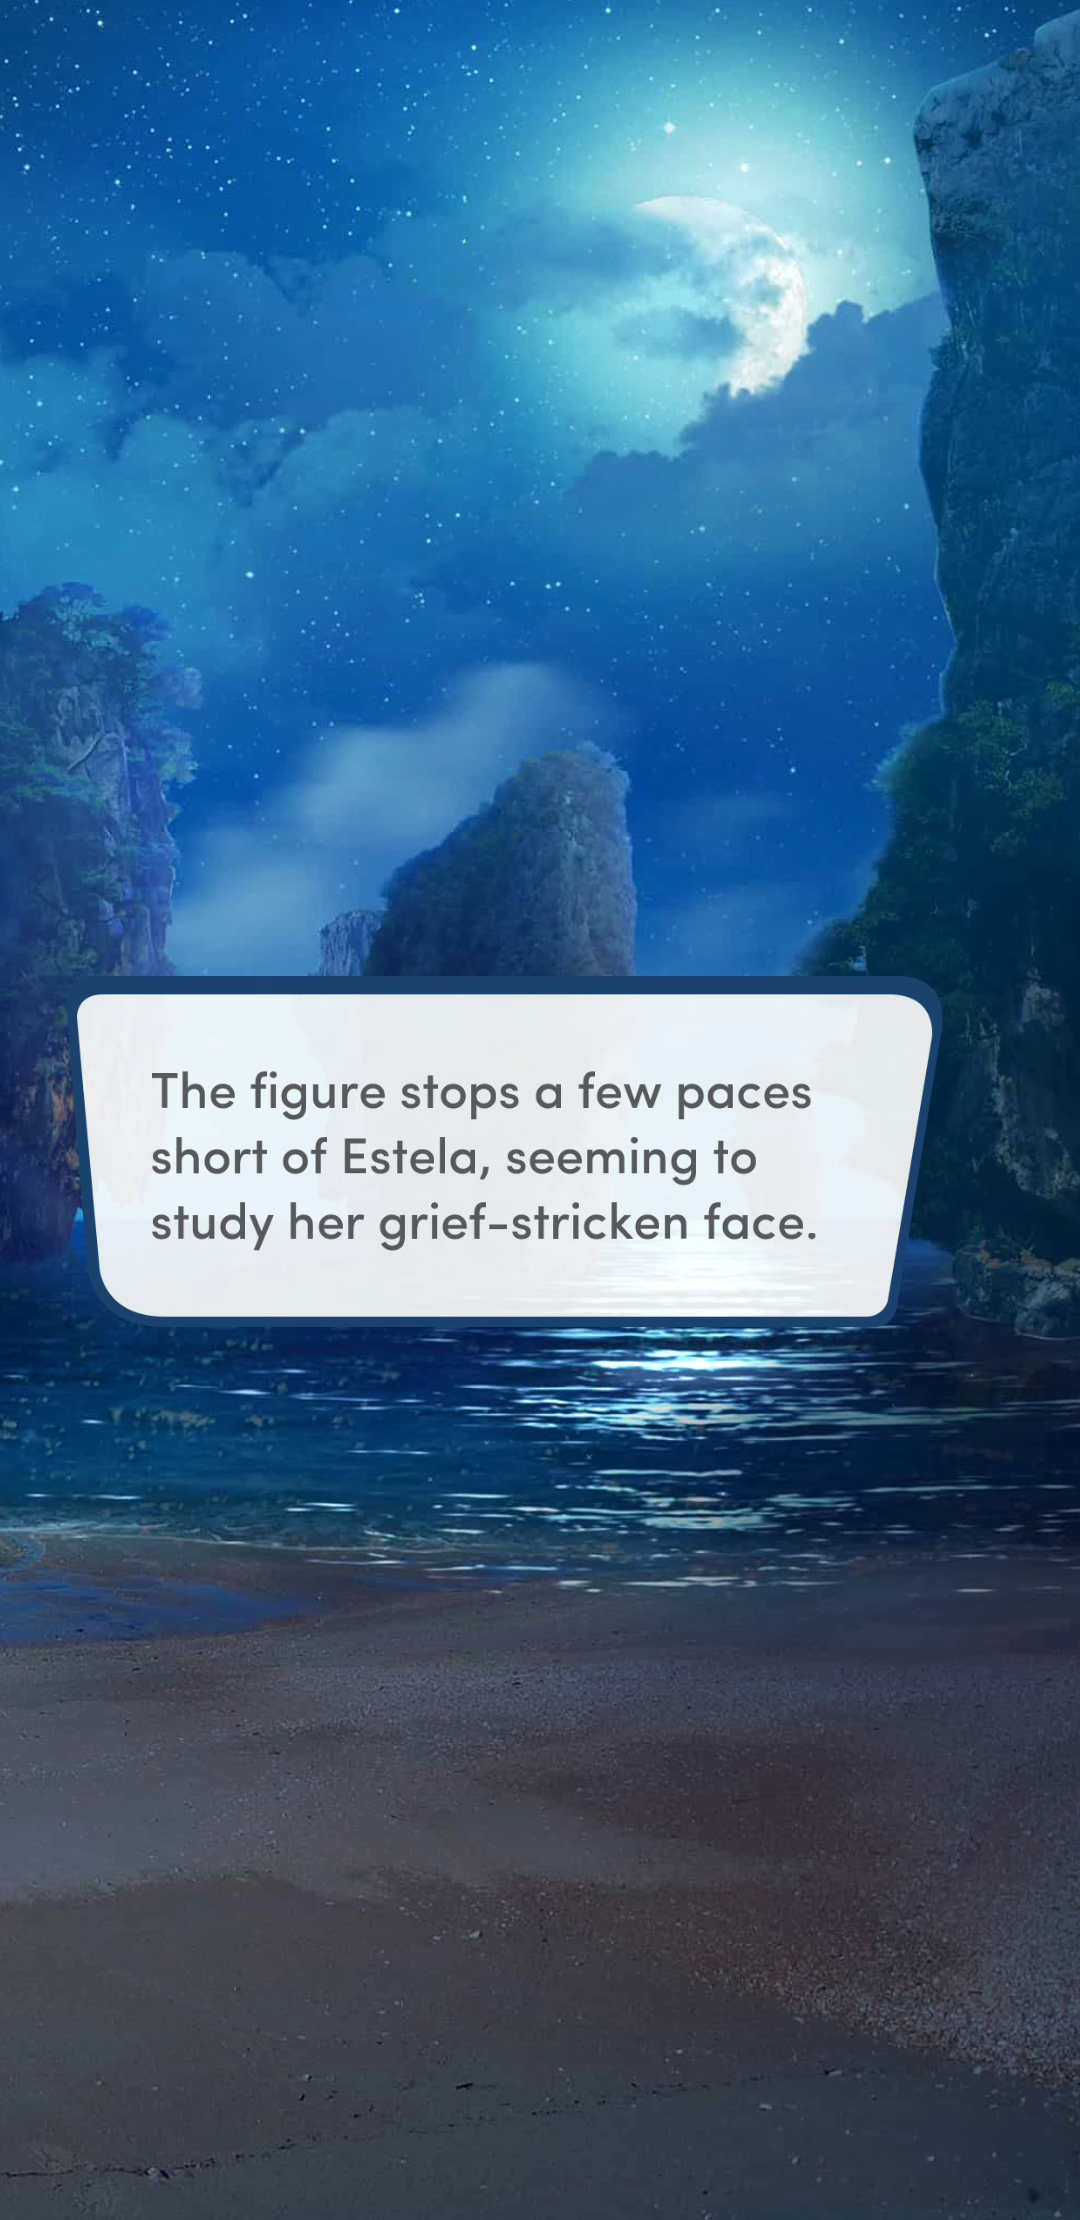 The figure stops a few paces
short of Estela, seeming to
study her grief-stricken face.